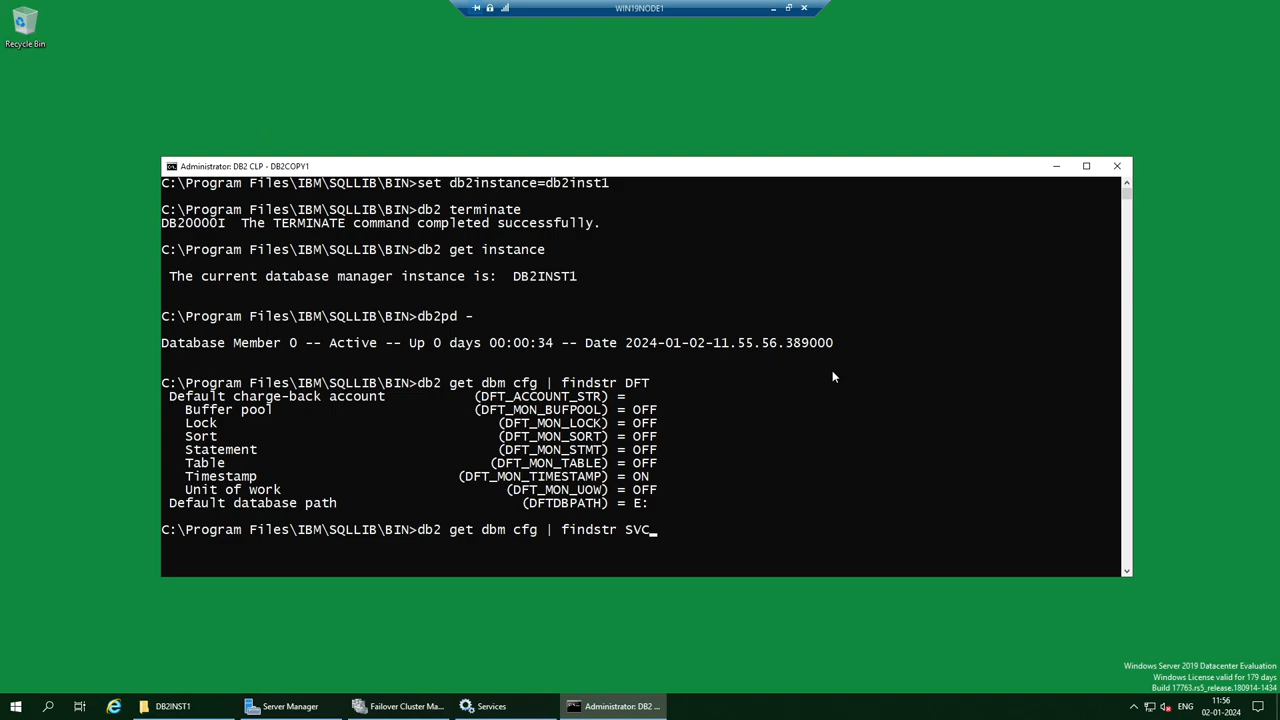 WIN19NODE1
Recycle Bin
Administrator: DB2 CLP - DB2COPY1
C:\Program Files\IBM\SQLLIB\BIN>set db2instance=db2inst1
C:\Program Files\IBM\SQLLIB\BIN>db2 terminate
DB20000I  The TERMINATE command completed successfully.
C:\Program Files\IBM\SQLLIB\BIN>db2 get instance
The current database manager instance is:  DB2INST1
C:\Program Files\IBM\SQLLIB\BIN>db2pd -
Database Member 0 -- Active -- Up 0 days 00:00:34 -- Date 2024-01-02-11.55.56.389000
C:\Program Files\IBM\SQLLIB\BIN>db2 get dbm cfg | findstr DFT
Default charge-back account           (DFT_ACCOUNT_STR) =
Buffer pool                         (DFT_MON_BUFPOOL) = OFF
Lock                                   (DFT_MON_LOCK) = OFF
Sort                                   (DFT_MON_SORT) = OFF
Statement                              (DFT_MON_STMT) = OFF
Table                                 (DFT_MON_TABLE) = OFF
Timestamp                         (DFT_MON_TIMESTAMP) = ON
Unit of work                            (DFT_MON_UOW) = OFF
Default database path                       (DFTDBPATH) = E:
C:\Program Files\IBM\SQLLIB\BIN>db2 get dbm cfg | findstr SVC_
Windows Server 2019 Datacenter Evaluation
Windows License valid for 179 days
Build 17763.rs5_release.180914-1434
DB2INST1
Server Manager
Failover Cluster Ma...
Services
Administrator: DB2 ...
ENG
11:56
02-01-2024